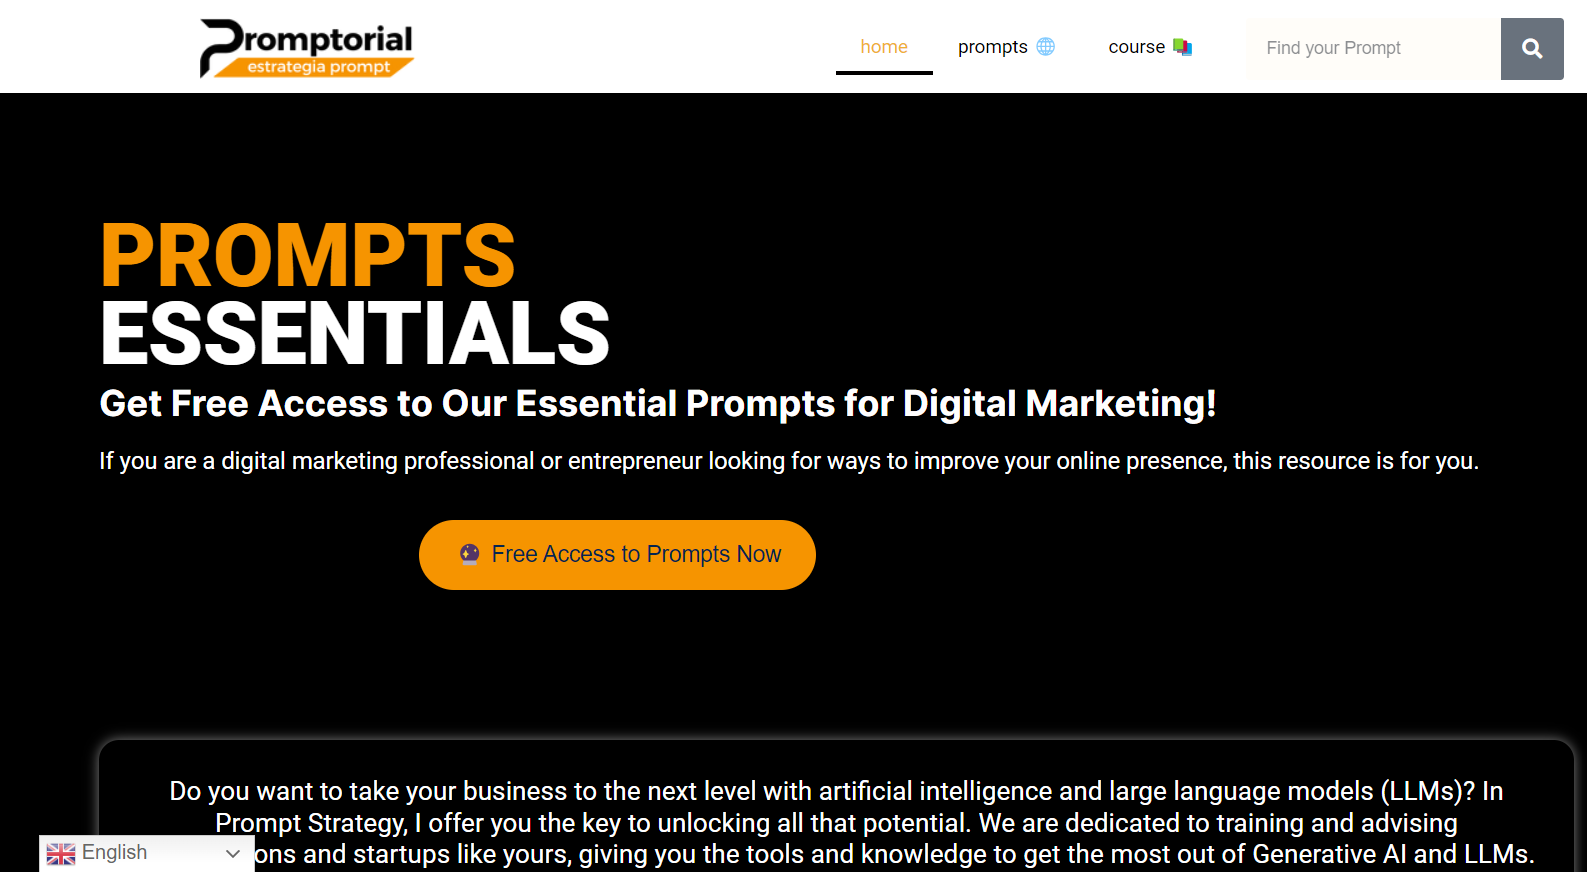 Promptorial
estrategia prompt
home
prompts
course
Find your Prompt
PROMPTS
ESSENTIALS
Get Free Access to Our Essential Prompts for Digital Marketing!
If you are a digital marketing professional or entrepreneur looking for ways to improve your online presence, this resource is for you.
Free Access to Prompts Now
Do you want to take your business to the next level with artificial intelligence and large language models (LLMs)? In
Prompt Strategy, I offer you the key to unlocking all that potential. We are dedicated to training and advising
and startups like yours, giving you the tools and knowledge to get the most out of Generative AI and LLMs.
English